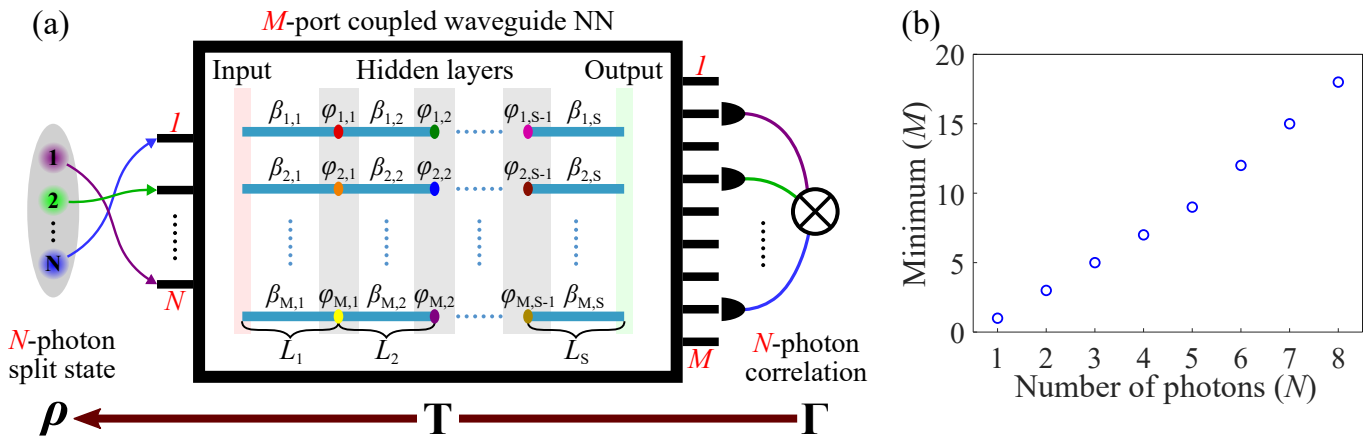 (a)
M-port coupled waveguide NN
Input Hidden layers Output
β1,1 φ1,1 β1,2 φ1,2 φ1,S-1 β1,S
β2,1 φ2,1 β2,2 φ2,2 φ2,S-1 β2,S
βM,1 φM,1 βM,2 φM,2 φM,S-1 βM,S
L1 L2 LS
1
2
N
N-photon
split state
1
N
1
M
N-photon
correlation
ρ T Γ
(b)
Minimum (M)
20
15
10
5
0
1 2 3 4 5 6 7 8
Number of photons (N)